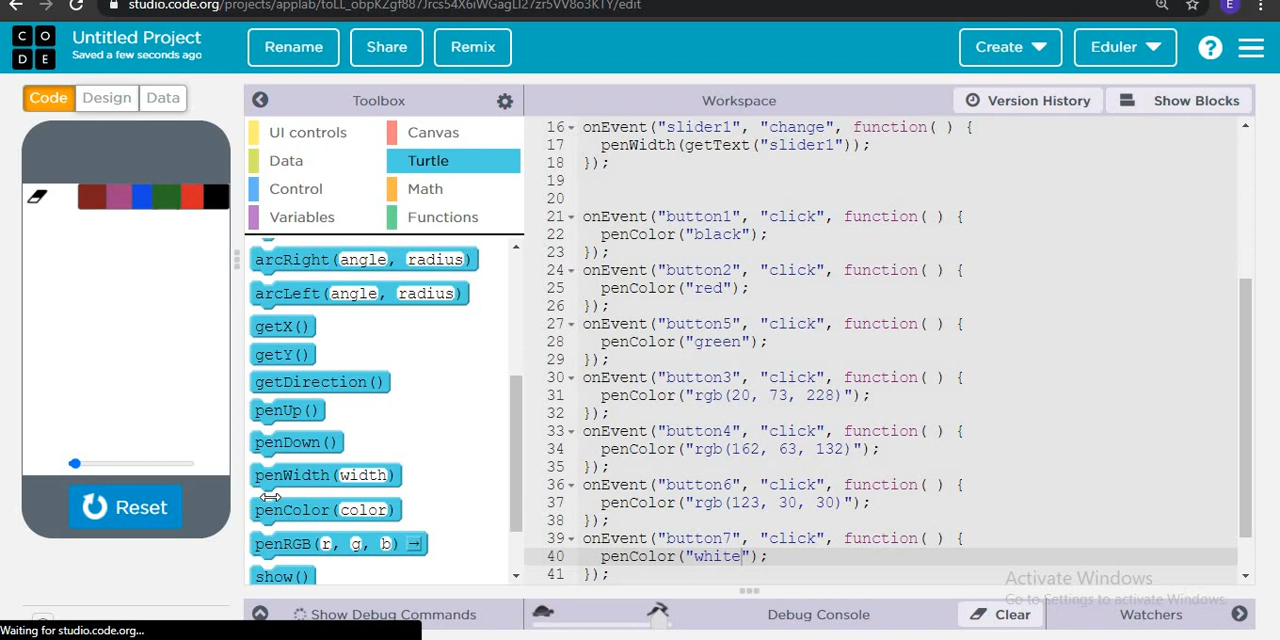 studio.code.org/projects/applab/toLL_obpKZgf887Jrcs54X6iWGagLI27zr5VV8o3K1Y/edit
E
C O
D E
Untitled Project
Saved a few seconds ago
Rename
Share
Remix
Create
Eduler
?
Code
Design
Data
Toolbox
Workspace
Version History
Show Blocks
UI controls
Canvas
Data
Turtle
Control
Math
Variables
Functions
arcRight(angle, radius)
arcLeft(angle, radius)
getX()
getY()
getDirection()
penUp()
penDown()
penWidth(width)
penColor(color)
penRGB(r, g, b)
show()
16 onEvent("slider1", "change", function( ) {
17 penWidth(getText("slider1"));
18 });
19
20
21 onEvent("button1", "click", function( ) {
22 penColor("black");
23 });
24 onEvent("button2", "click", function( ) {
25 penColor("red");
26 });
27 onEvent("button5", "click", function( ) {
28 penColor("green");
29 });
30 onEvent("button3", "click", function( ) {
31 penColor("rgb(20, 73, 228)");
32 });
33 onEvent("button4", "click", function( ) {
34 penColor("rgb(162, 63, 132)");
35 });
36 onEvent("button6", "click", function( ) {
37 penColor("rgb(123, 30, 30)");
38 });
39 onEvent("button7", "click", function( ) {
40 penColor("white");
41 });
Reset
Activate Windows
Go to Settings to activate Windows.
Show Debug Commands
Debug Console
Clear
Watchers
Waiting for studio.code.org...